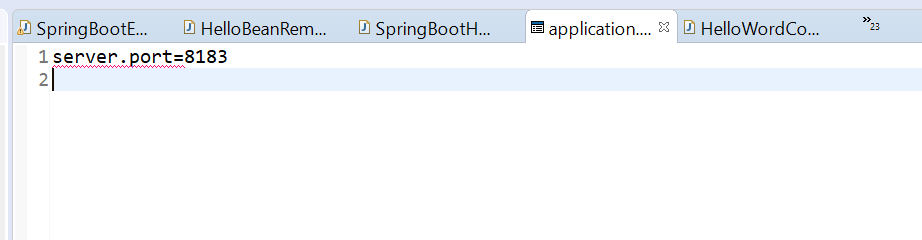 SpringBootE... HelloBeanRem... SpringBootH... application.... HelloWordCo... »23
1 server.port=8183
2